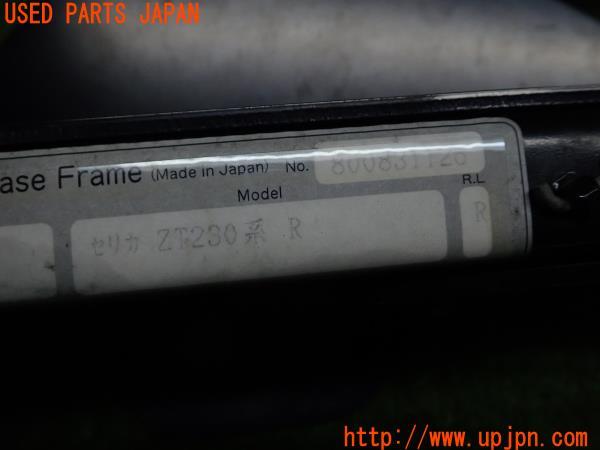 USED PARTS JAPAN
ase Frame (Made in Japan) No. 800831126
Model R.L
セリカ ZT230系 R R
http://www.upjpn.com